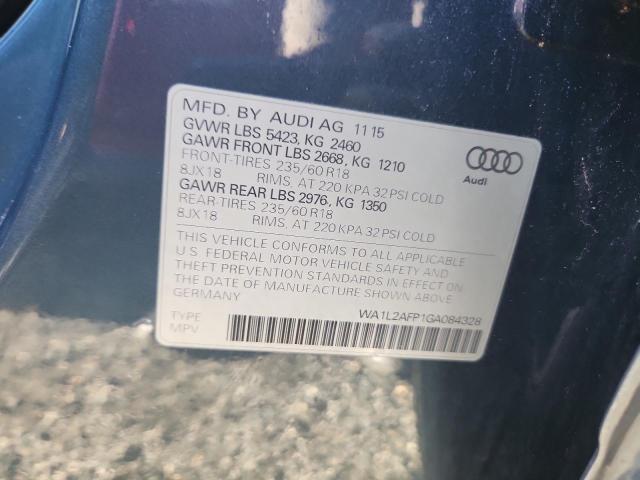 MFD. BY AUDI AG 11 15
GVWR LBS 5423, KG 2460
GAWR FRONT LBS 2668, KG 1210
FRONT-TIRES 235/60 R18
8JX18 RIMS, AT 220 KPA 32 PSI COLD
GAWR REAR LBS 2976, KG 1350
REAR-TIRES 235/60 R18
8JX18 RIMS, AT 220 KPA 32 PSI COLD
Audi
THIS VEHICLE CONFORMS TO ALL APPLICABLE
U.S. FEDERAL MOTOR VEHICLE SAFETY AND
THEFT PREVENTION STANDARDS IN EFFECT ON
THE DATE OF MANUFACTURE SHOWN ABOVE
GERMANY
WA1L2AFP1GA084328
TYPE
MPV